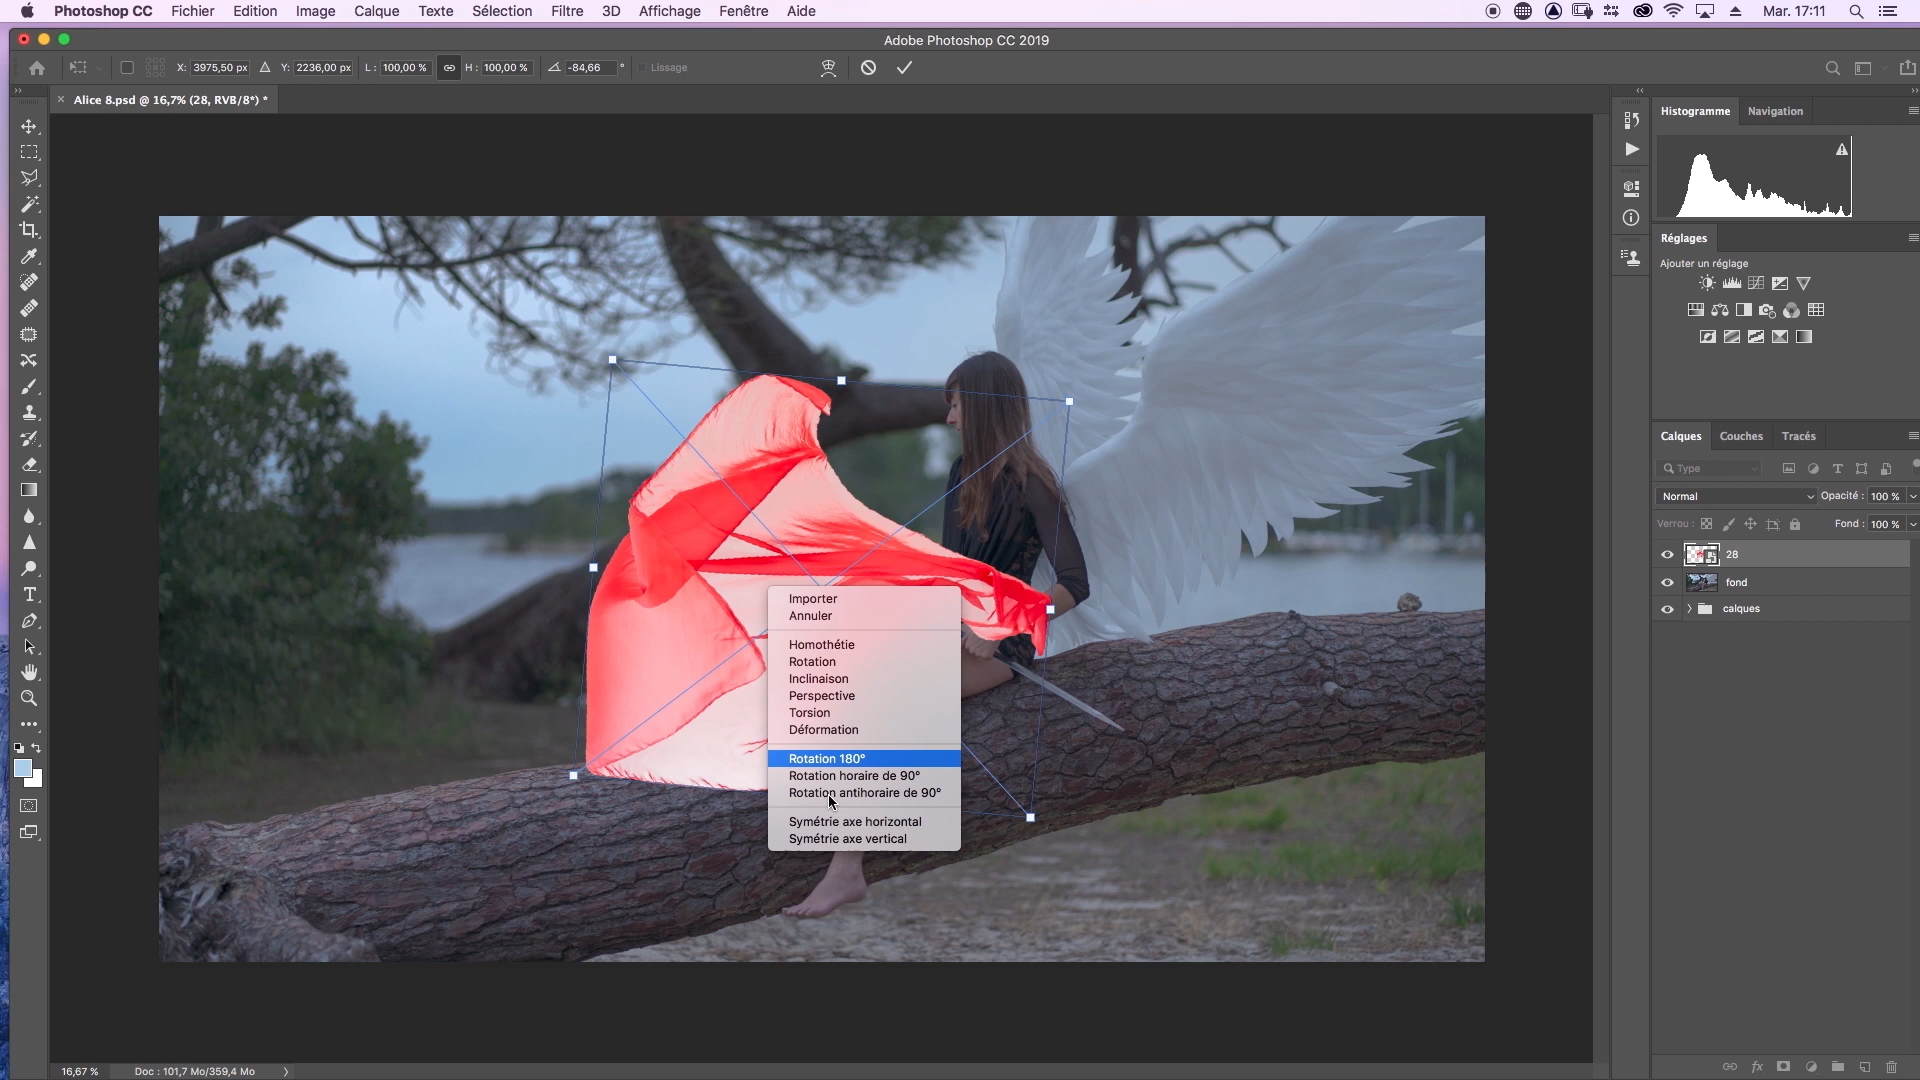 Photoshop CC Fichier Edition Image Calque Texte Sélection Filtre 3D Affichage Fenêtre Aide Mar. 17:11
Adobe Photoshop CC 2019
X: 3975,50 px Y: 2236,00 px L: 100,00 % H: 100,00 % -84,66 ° Lissage
× Alice 8.psd @ 16,7% (28, RVB/8*) *
Histogramme Navigation
Réglages
Ajouter un réglage
Calques Couches Tracés
Type
Normal Opacité : 100 %
Verrou : Fond : 100 %
28
fond
calques
Importer
Annuler
Homothétie
Rotation
Inclinaison
Perspective
Torsion
Déformation
Rotation 180°
Rotation horaire de 90°
Rotation antihoraire de 90°
Symétrie axe horizontal
Symétrie axe vertical
16,67 % Doc : 101,7 Mo/359,4 Mo